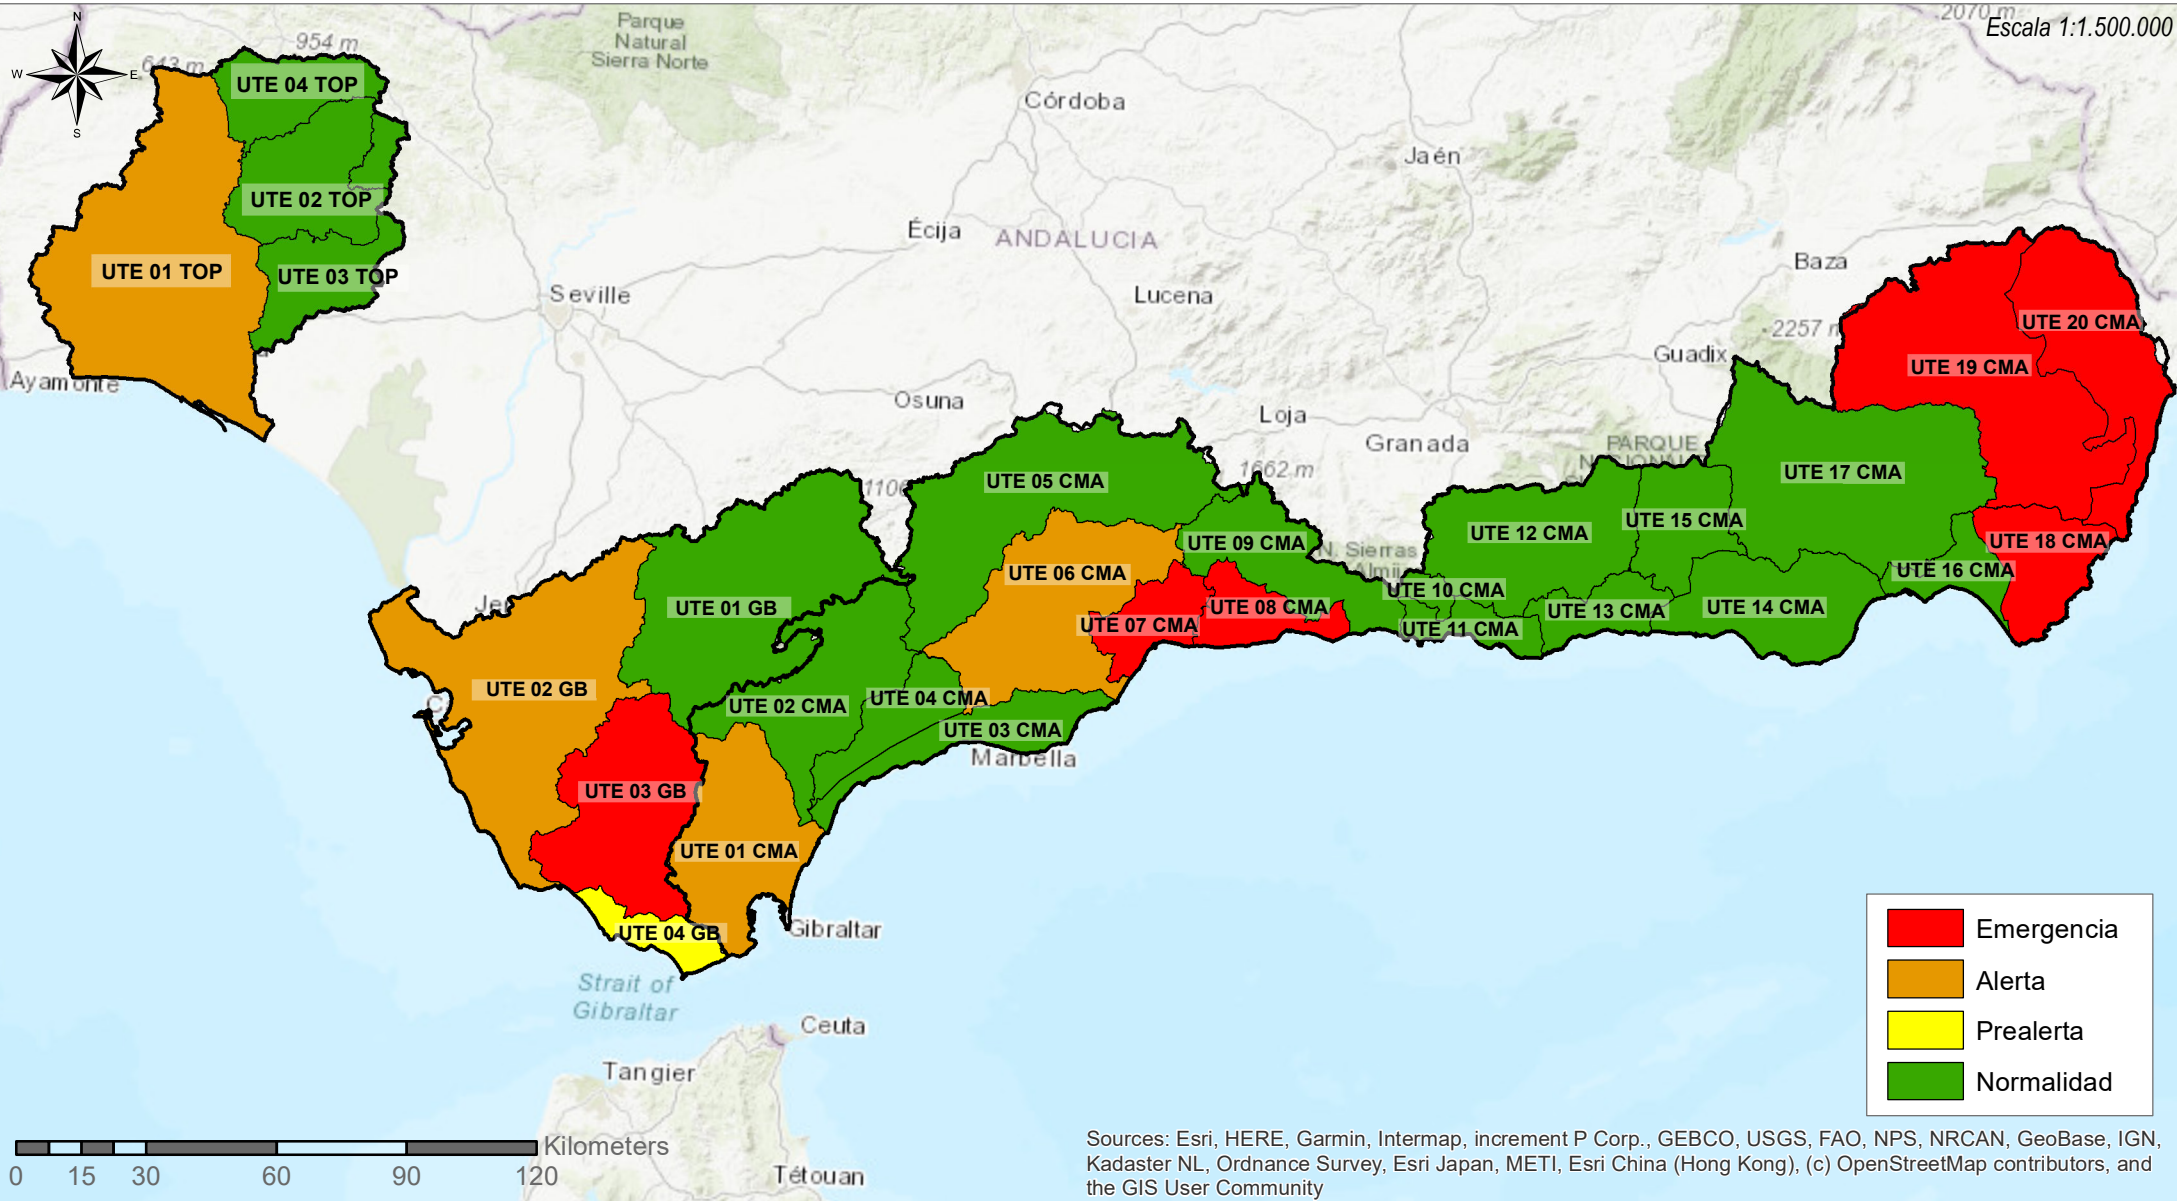 N
W
E
S
Escala 1:1.500.000
2070 m
954 m
643 m
Parque
Natural
Sierra Norte
Córdoba
Jaén
Écija
ANDALUCIA
Baza
Seville
Lucena
2257 m
Guadix
Ayamonte
Osuna
Loja
Granada
PARQUE
1106
1662 m
N. Sierras
Marbella
Gibraltar
Strait of
Gibraltar
Ceuta
Tangier
Tétouan
UTE 04 TOP
UTE 02 TOP
UTE 01 TOP
UTE 03 TOP
UTE 20 CMA
UTE 19 CMA
UTE 17 CMA
UTE 05 CMA
UTE 15 CMA
UTE 12 CMA
UTE 18 CMA
UTE 09 CMA
UTE 06 CMA
UTE 16 CMA
UTE 10 CMA
UTE 01 GB
UTE 08 CMA
UTE 14 CMA
UTE 13 CMA
UTE 07 CMA
UTE 11 CMA
UTE 02 GB
UTE 04 CMA
UTE 02 CMA
UTE 03 CMA
UTE 03 GB
UTE 01 CMA
UTE 04 GB
Emergencia
Alerta
Prealerta
Normalidad
Kilometers
0 15 30 60 90 120
Sources: Esri, HERE, Garmin, Intermap, increment P Corp., GEBCO, USGS, FAO, NPS, NRCAN, GeoBase, IGN,
Kadaster NL, Ordnance Survey, Esri Japan, METI, Esri China (Hong Kong), (c) OpenStreetMap contributors, and
the GIS User Community